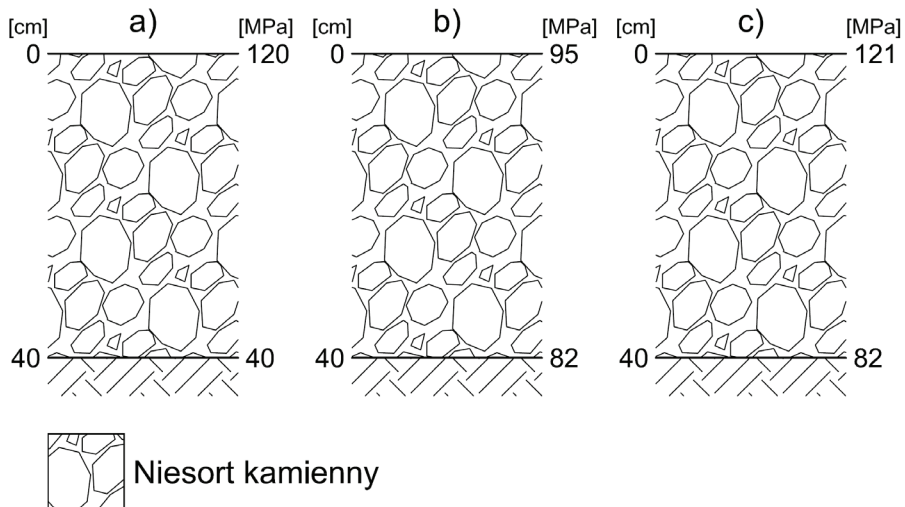 [cm] a) [MPa] [cm] b) [MPa] [cm] c) [MPa]
0 120 0 95 0 121
40 40 40 82 40 82
Niesort kamienny